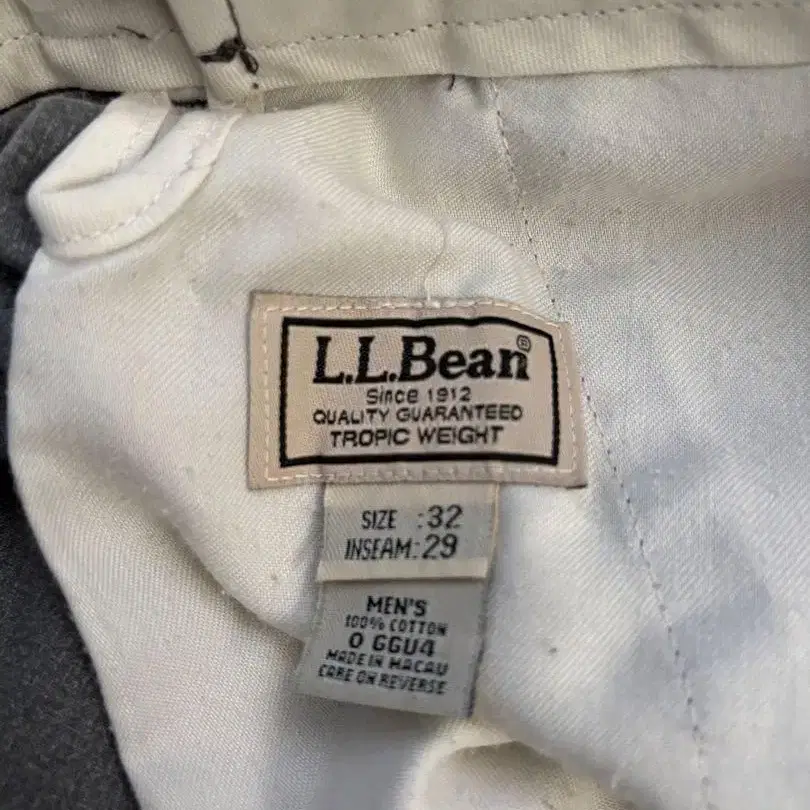 L.L.Bean®
Since 1912
QUALITY GUARANTEED
TROPIC WEIGHT
SIZE :32
INSEAM:29
MEN'S
100% COTTON
0 GGU4
MADE IN MACAU
CARE ON REVERSE